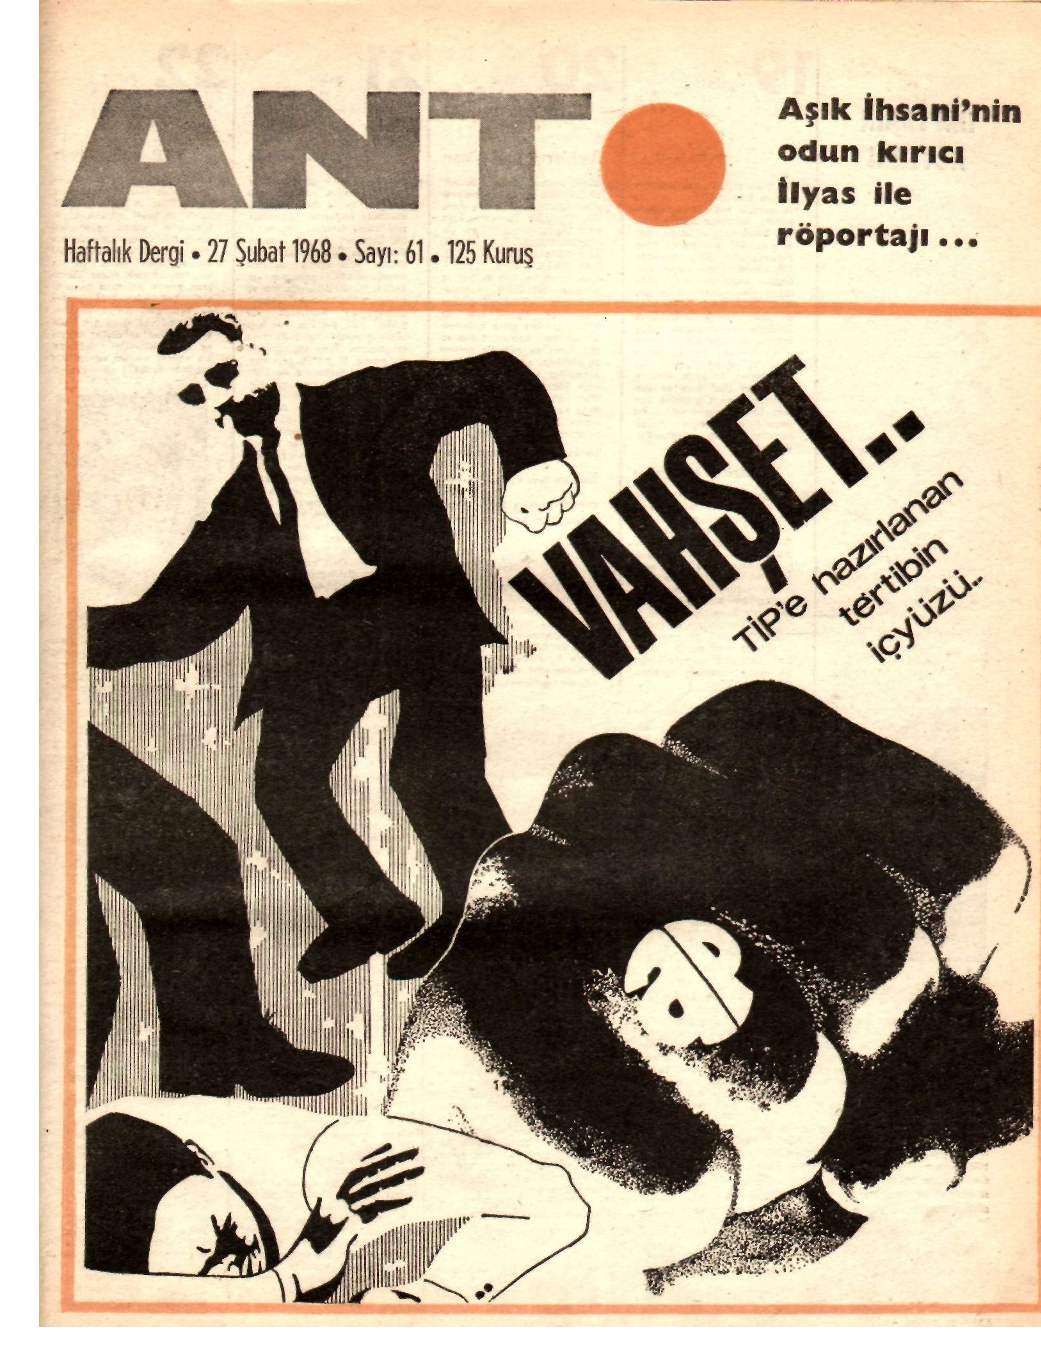 ANT
Aşık İhsani'nin
odun kırıcı
İlyas ile
röportajı...
Haftalık Dergi • 27 Şubat 1968 • Sayı: 61 • 125 Kuruş
VAHŞET..
TİP'e hazırlanan
tertibin
içyüzü..